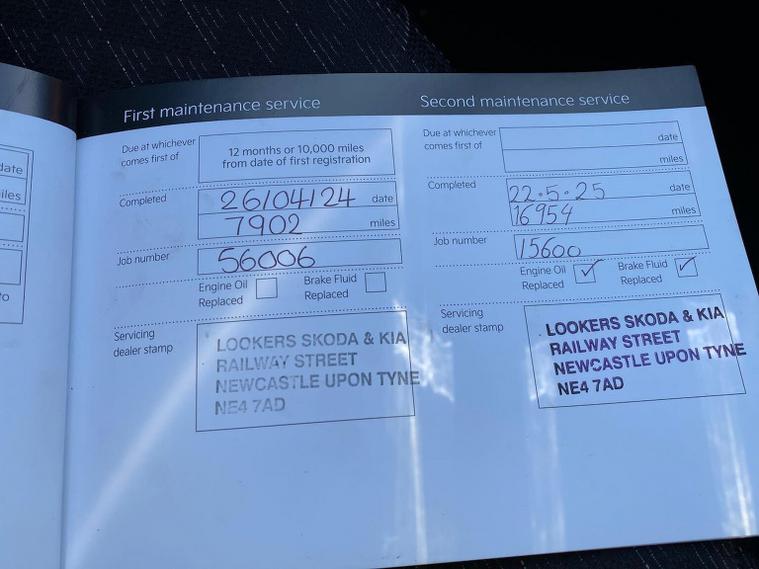 First maintenance service
Due at whichever
comes first of
12 months or 10,000 miles
from date of first registration
Completed
26/04/24 date
7902 miles
Job number
56006
Engine Oil
Replaced
Brake Fluid
Replaced
Servicing
dealer stamp
LOOKERS SKODA & KIA
RAILWAY STREET
NEWCASTLE UPON TYNE
NE4 7AD
Second maintenance service
Due at whichever
comes first of
date
miles
Completed
22.5.25 date
16954 miles
Job number
15600
Engine Oil
Replaced
Brake Fluid
Replaced
Servicing
dealer stamp
LOOKERS SKODA & KIA
RAILWAY STREET
NEWCASTLE UPON TYNE
NE4 7AD